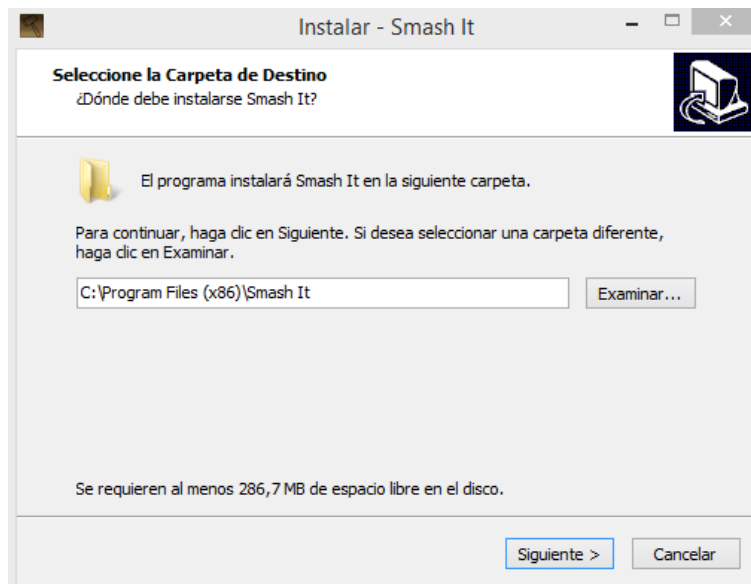 Instalar - Smash It
Seleccione la Carpeta de Destino
¿Dónde debe instalarse Smash It?
El programa instalará Smash It en la siguiente carpeta.
Para continuar, haga clic en Siguiente. Si desea seleccionar una carpeta diferente,
haga clic en Examinar.
C:\Program Files (x86)\Smash It
Examinar...
Se requieren al menos 286,7 MB de espacio libre en el disco.
Siguiente >
Cancelar